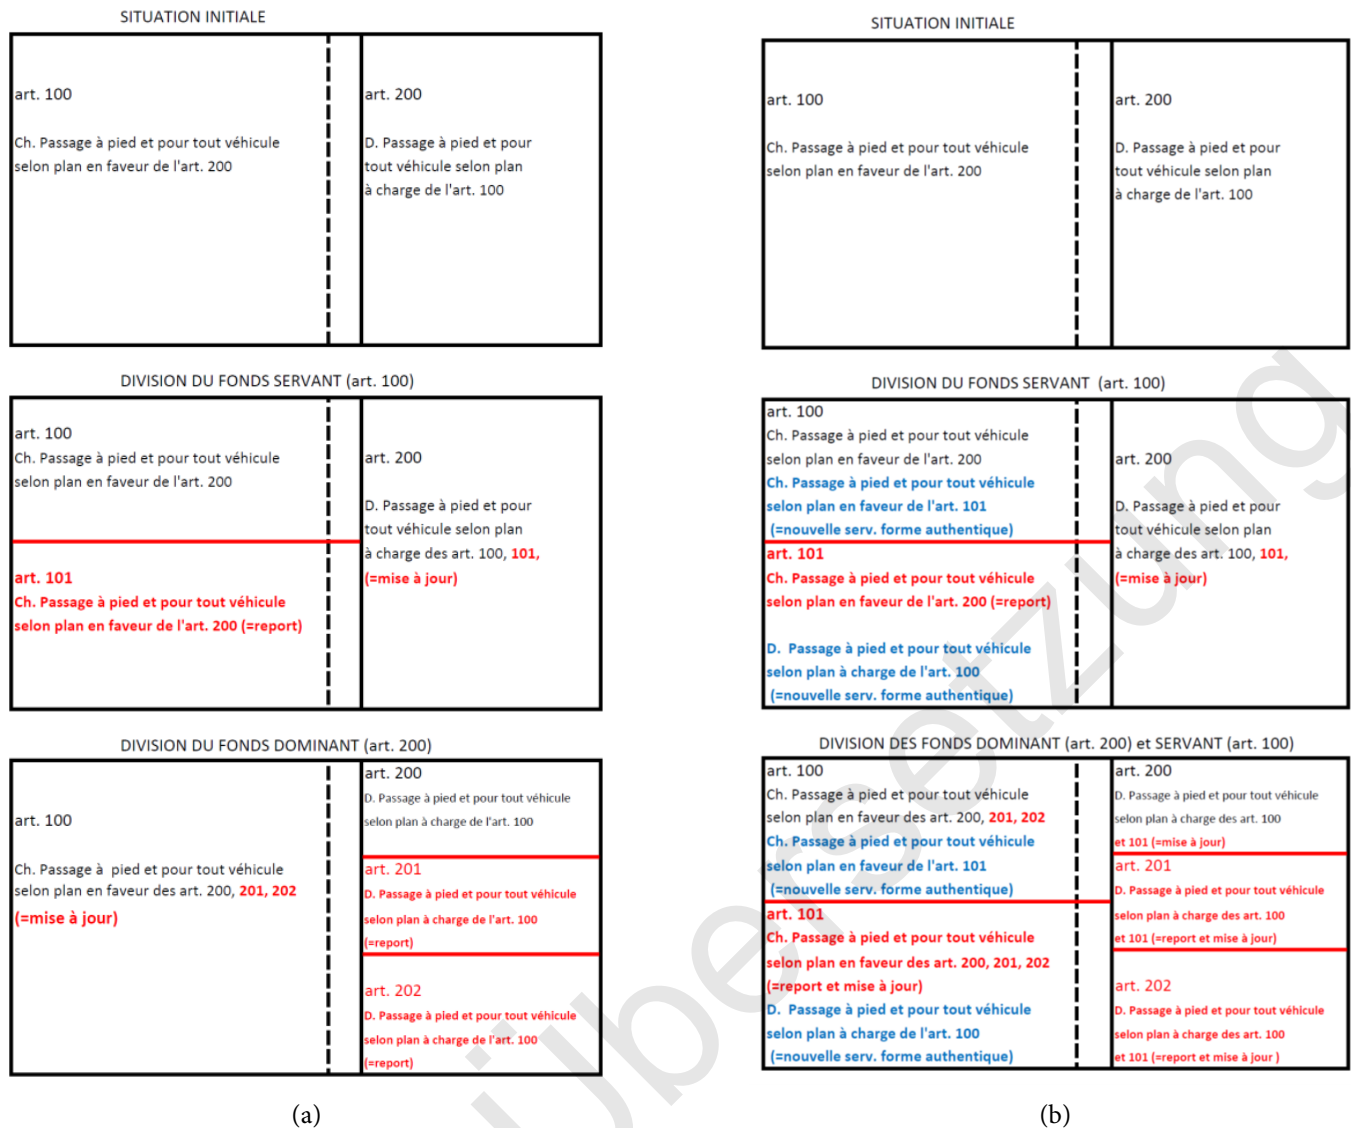 SITUATION INITIALE
art. 100
Ch. Passage à pied et pour tout véhicule
selon plan en faveur de l'art. 200
art. 200
D. Passage à pied et pour
tout véhicule selon plan
à charge de l'art. 100
DIVISION DU FONDS SERVANT (art. 100)
art. 100
Ch. Passage à pied et pour tout véhicule
selon plan en faveur de l'art. 200
art. 101
Ch. Passage à pied et pour tout véhicule
selon plan en faveur de l'art. 200 (=report)
art. 200
D. Passage à pied et pour
tout véhicule selon plan
à charge des art. 100, 101,
(=mise à jour)
DIVISION DU FONDS DOMINANT (art. 200)
art. 100
Ch. Passage à pied et pour tout véhicule
selon plan en faveur des art. 200, 201, 202
(=mise à jour)
art. 200
D. Passage à pied et pour tout véhicule
selon plan à charge de l'art. 100
art. 201
D. Passage à pied et pour tout véhicule
selon plan à charge de l'art. 100
(=report)
art. 202
D. Passage à pied et pour tout véhicule
selon plan à charge de l'art. 100
(=report)
(a)
SITUATION INITIALE
art. 100
Ch. Passage à pied et pour tout véhicule
selon plan en faveur de l'art. 200
art. 200
D. Passage à pied et pour
tout véhicule selon plan
à charge de l'art. 100
DIVISION DU FONDS SERVANT (art. 100)
art. 100
Ch. Passage à pied et pour tout véhicule
selon plan en faveur de l'art. 200
Ch. Passage à pied et pour tout véhicule
selon plan en faveur de l'art. 101
(=nouvelle serv. forme authentique)
art. 101
Ch. Passage à pied et pour tout véhicule
selon plan en faveur de l'art. 200 (=report)
D. Passage à pied et pour tout véhicule
selon plan à charge de l'art. 100
(=nouvelle serv. forme authentique)
art. 200
D. Passage à pied et pour
tout véhicule selon plan
à charge des art. 100, 101,
(=mise à jour)
DIVISION DES FONDS DOMINANT (art. 200) et SERVANT (art. 100)
art. 100
Ch. Passage à pied et pour tout véhicule
selon plan en faveur des art. 200, 201, 202
Ch. Passage à pied et pour tout véhicule
selon plan en faveur de l'art. 101
(=nouvelle serv. forme authentique)
art. 101
Ch. Passage à pied et pour tout véhicule
selon plan en faveur des art. 200, 201, 202
(=report et mise à jour)
D. Passage à pied et pour tout véhicule
selon plan à charge de l'art. 100
(=nouvelle serv. forme authentique)
art. 200
D. Passage à pied et pour tout véhicule
selon plan à charge des art. 100
et 101 (=mise à jour)
art. 201
D. Passage à pied et pour tout véhicule
selon plan à charge des art. 100
et 101 (=report et mise à jour)
art. 202
D. Passage à pied et pour tout véhicule
selon plan à charge des art. 100
et 101 (=report et mise à jour )
(b)
Übersetzung